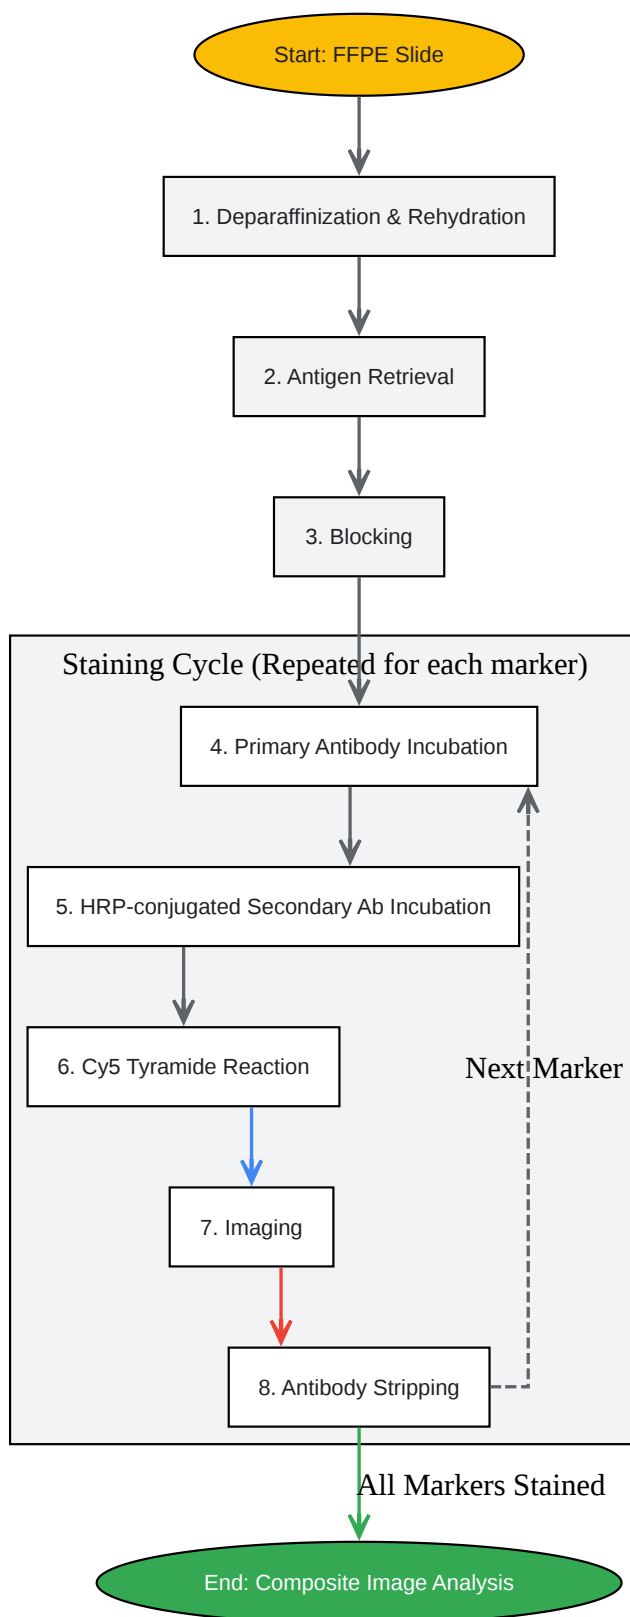 Start: FFPE Slide
1. Deparaffinization & Rehydration
2. Antigen Retrieval
3. Blocking
Staining Cycle (Repeated for each marker)
4. Primary Antibody Incubation
5. HRP-conjugated Secondary Ab Incubation
6. Cy5 Tyramide Reaction
Next Marker
7. Imaging
8. Antibody Stripping
All Markers Stained
End: Composite Image Analysis